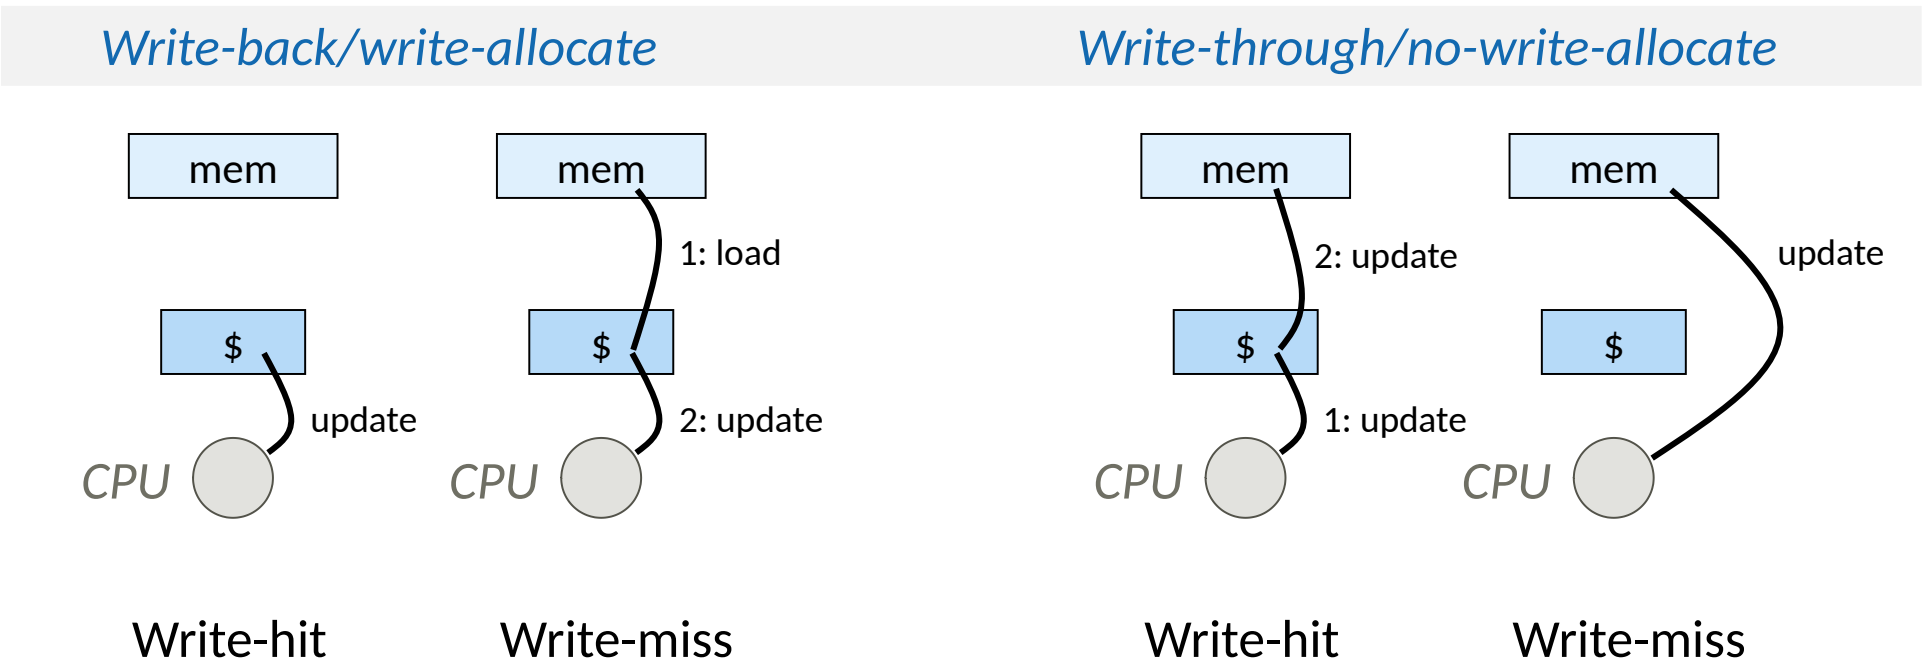 Write-back/write-allocate
Write-through/no-write-allocate
mem
mem
mem
mem
1: load
2: update
update
$
$
$
$
update
2: update
1: update
CPU
CPU
CPU
CPU
Write-hit
Write-miss
Write-hit
Write-miss